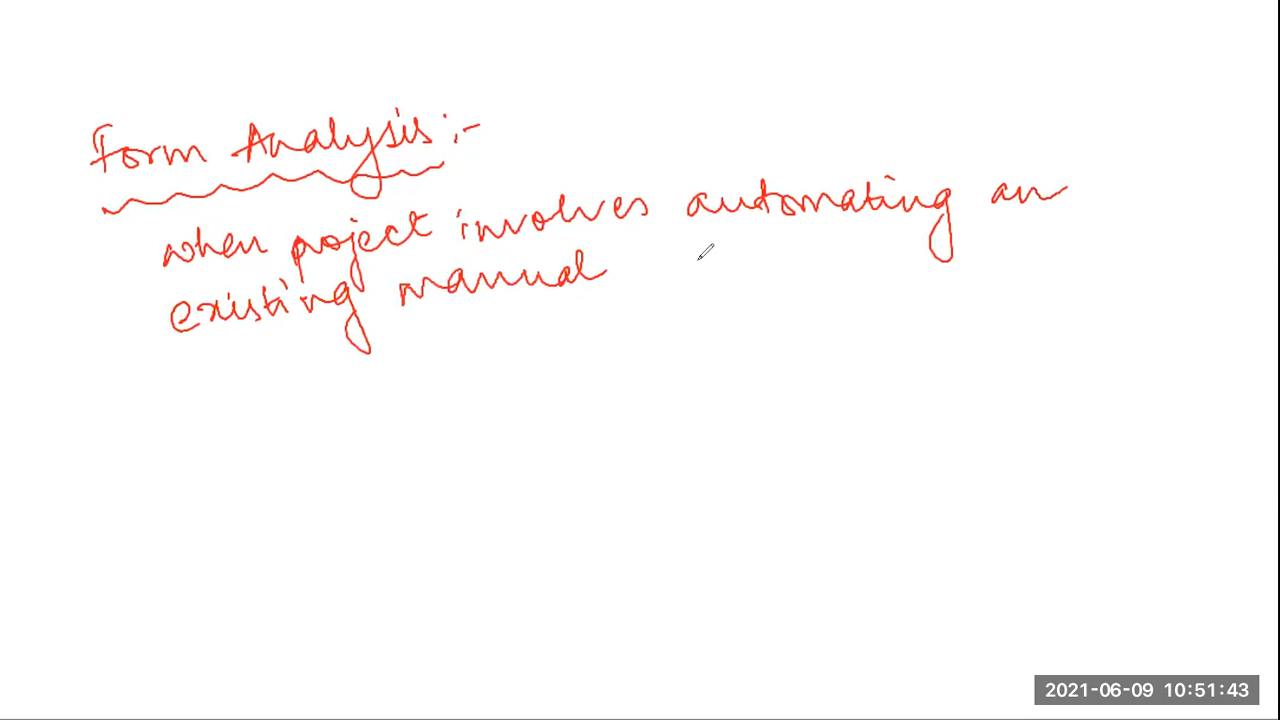 Form Analysis :-
when project involves automating an
existing manual
2021-06-09 10:51:43